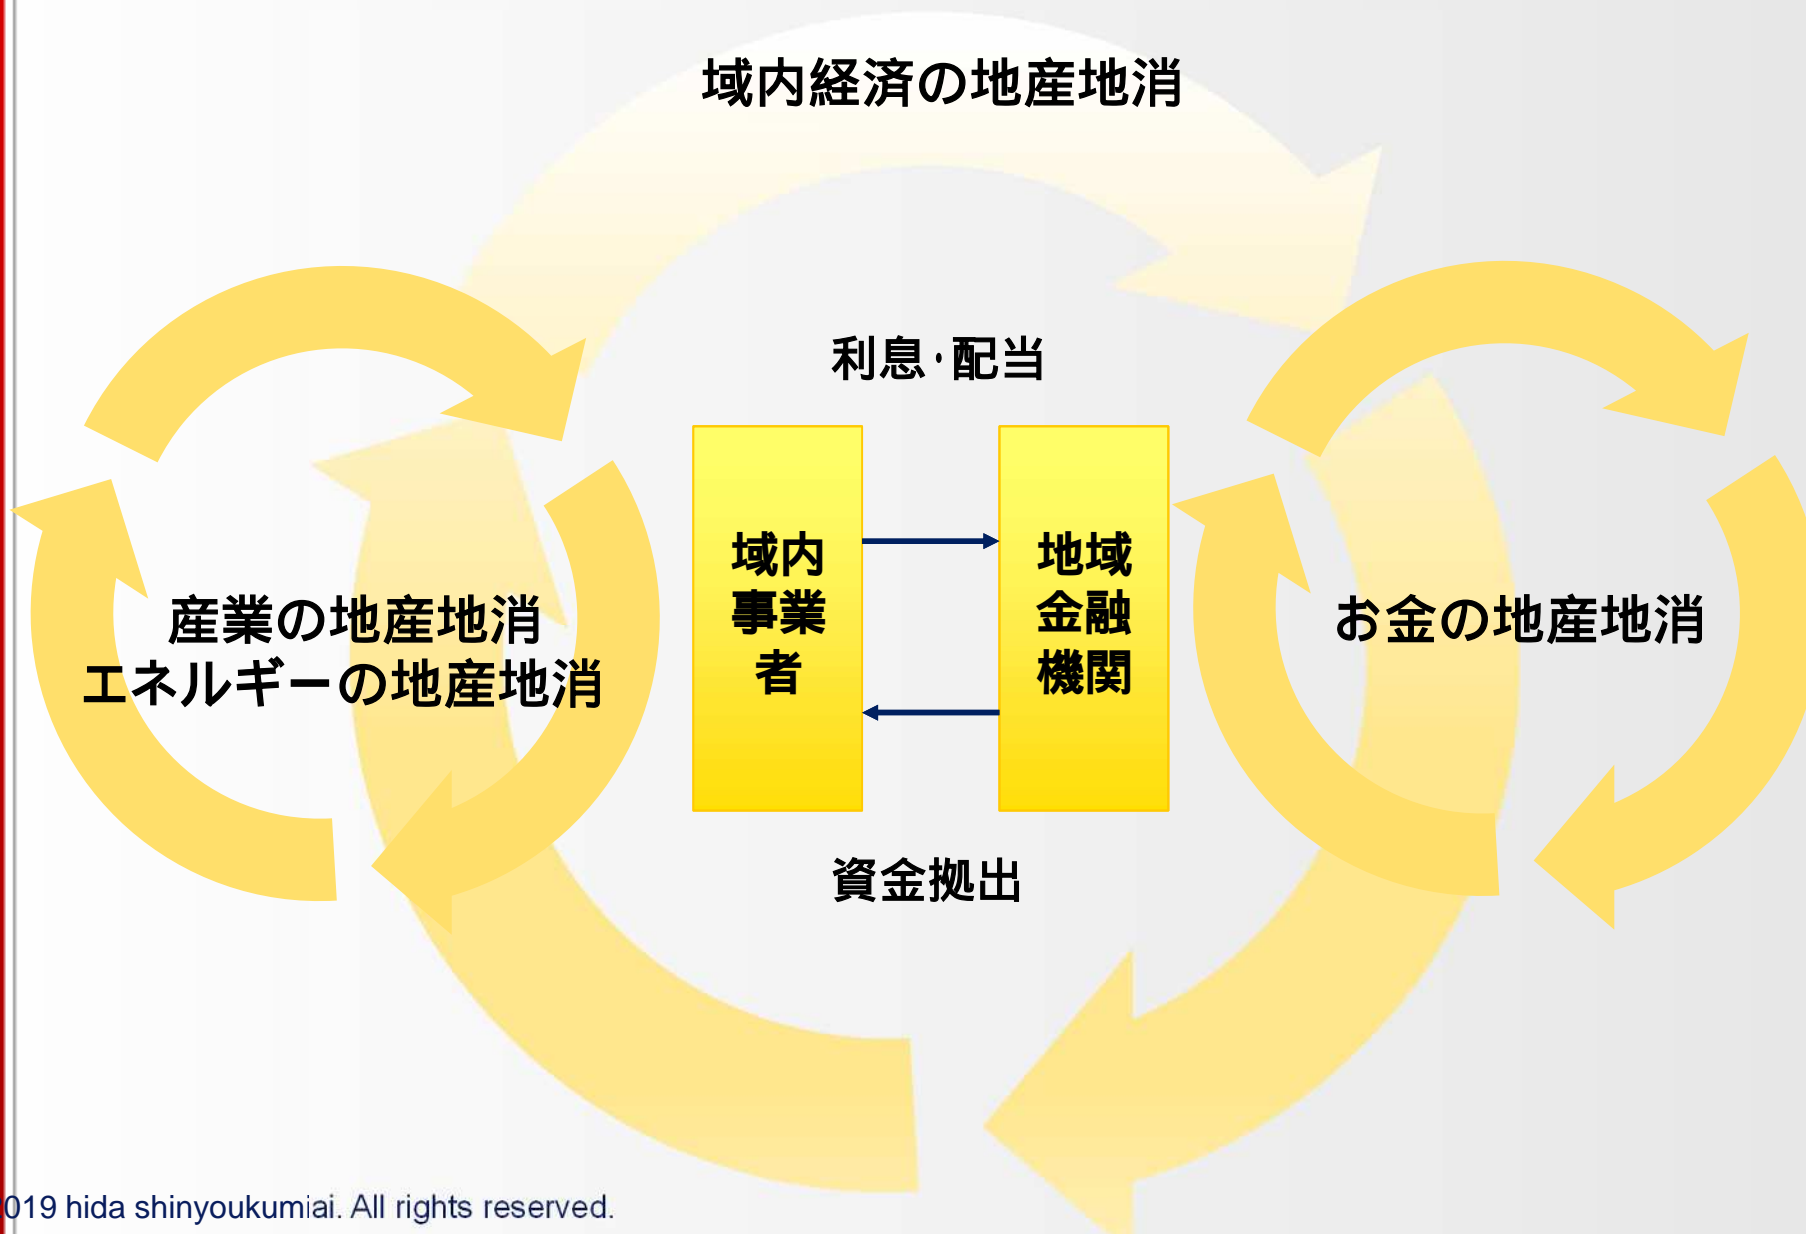 域内経済の地産地消
利息・配当
域内
事業
者
地域
金融
機関
産業の地産地消
エネルギーの地産地消
お金の地産地消
資金拠出
019 hida shinyoukumiai. All rights reserved.